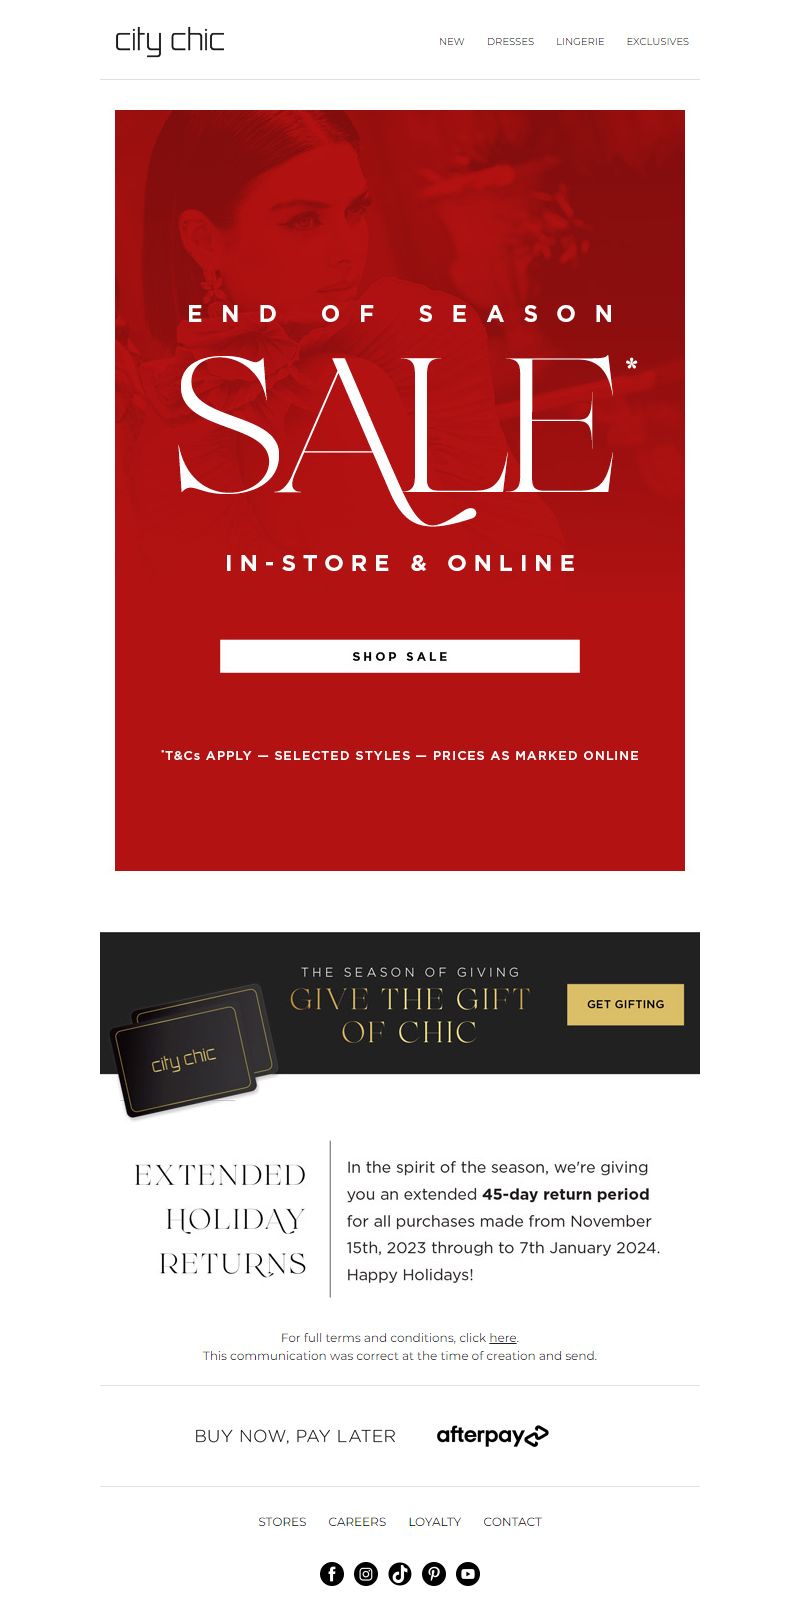 city chic
NEW DRESSES LINGERIE EXCLUSIVES
END OF SEASON
SALE*
IN-STORE & ONLINE
SHOP SALE
*T&Cs APPLY — SELECTED STYLES — PRICES AS MARKED ONLINE
THE SEASON OF GIVING
GIVE THE GIFT
OF CHIC
GET GIFTING
city chic
EXTENDED
HOLIDAY
RETURNS
In the spirit of the season, we're giving
you an extended 45-day return period
for all purchases made from November
15th, 2023 through to 7th January 2024.
Happy Holidays!
For full terms and conditions, click here.
This communication was correct at the time of creation and send.
BUY NOW, PAY LATER afterpay
STORES CAREERS LOYALTY CONTACT